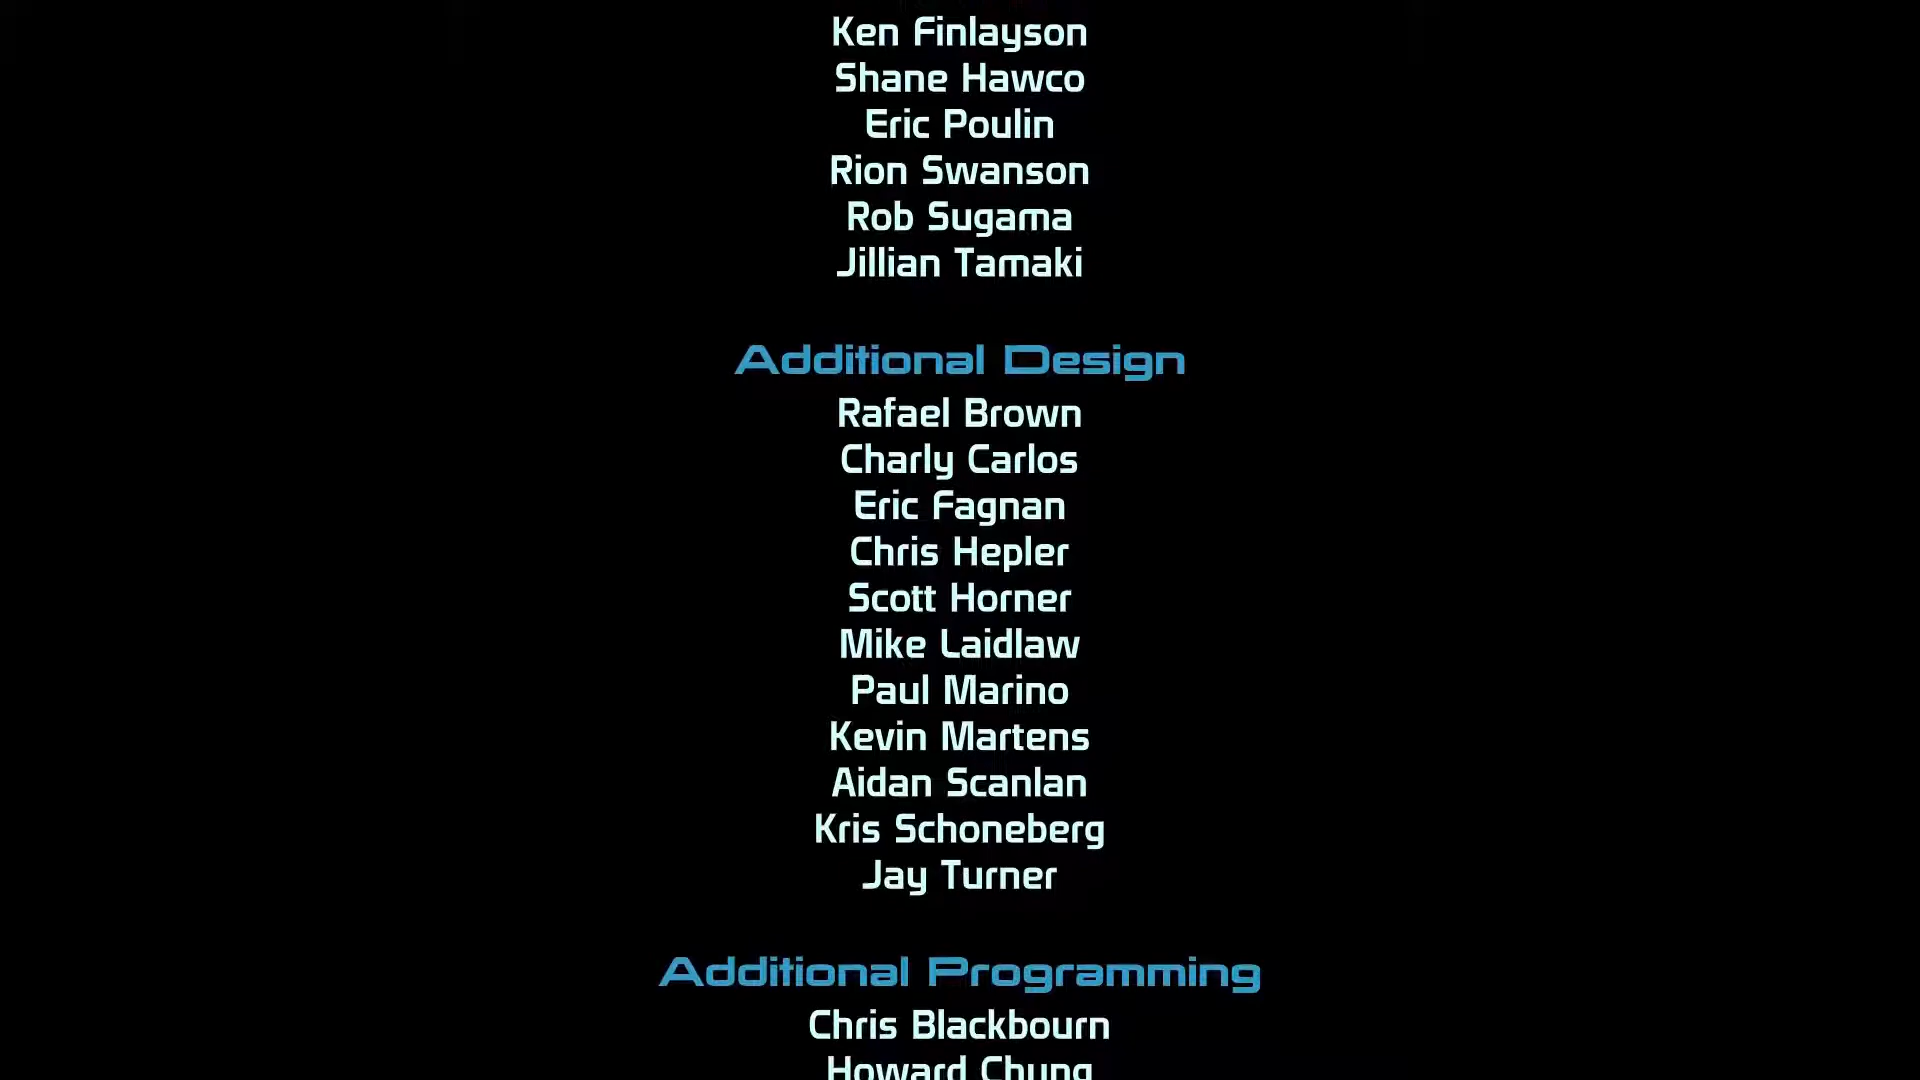 Ken Finlayson
Shane Hawco
Eric Poulin
Rion Swanson
Rob Sugama
Jillian Tamaki
Additional Design
Rafael Brown
Charly Carlos
Eric Fagnan
Chris Hepler
Scott Horner
Mike Laidlaw
Paul Marino
Kevin Martens
Aidan Scanlan
Kris Schoneberg
Jay Turner
Additional Programming
Chris Blackbourn
Howard Chung